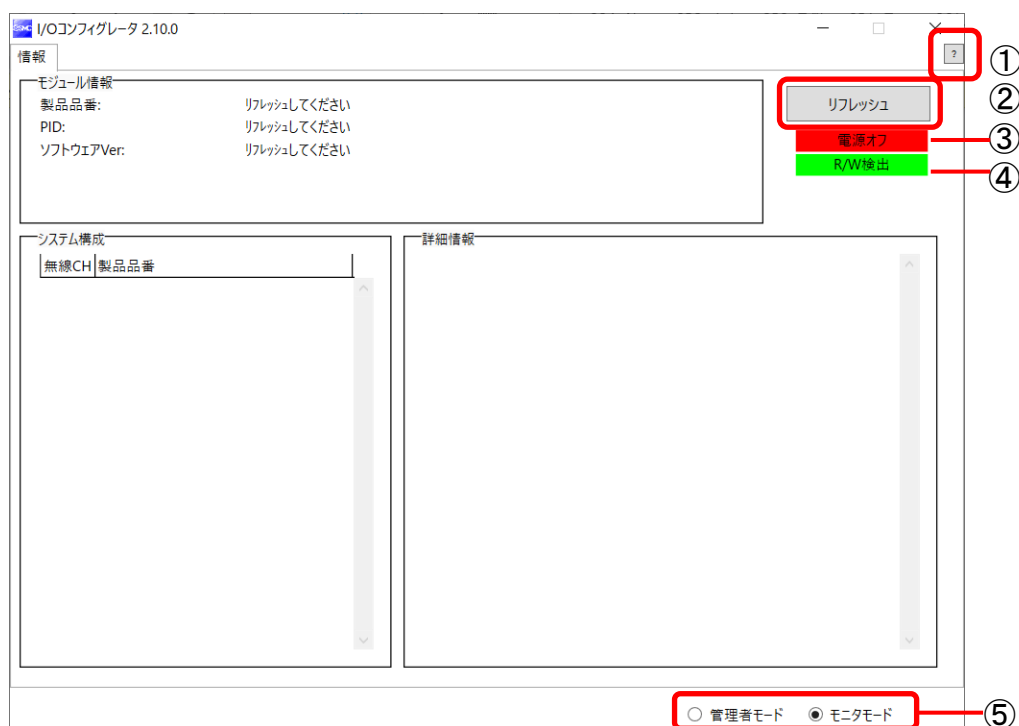 I/Oコンフィグレータ 2.10.0
情報
?
①
モジュール情報
製品品番: リフレッシュしてください
PID: リフレッシュしてください
ソフトウェアVer: リフレッシュしてください
リフレッシュ
②
電源オフ
③
R/W検出
④
システム構成
無線CH 製品品番
詳細情報
管理者モード モニタモード
⑤